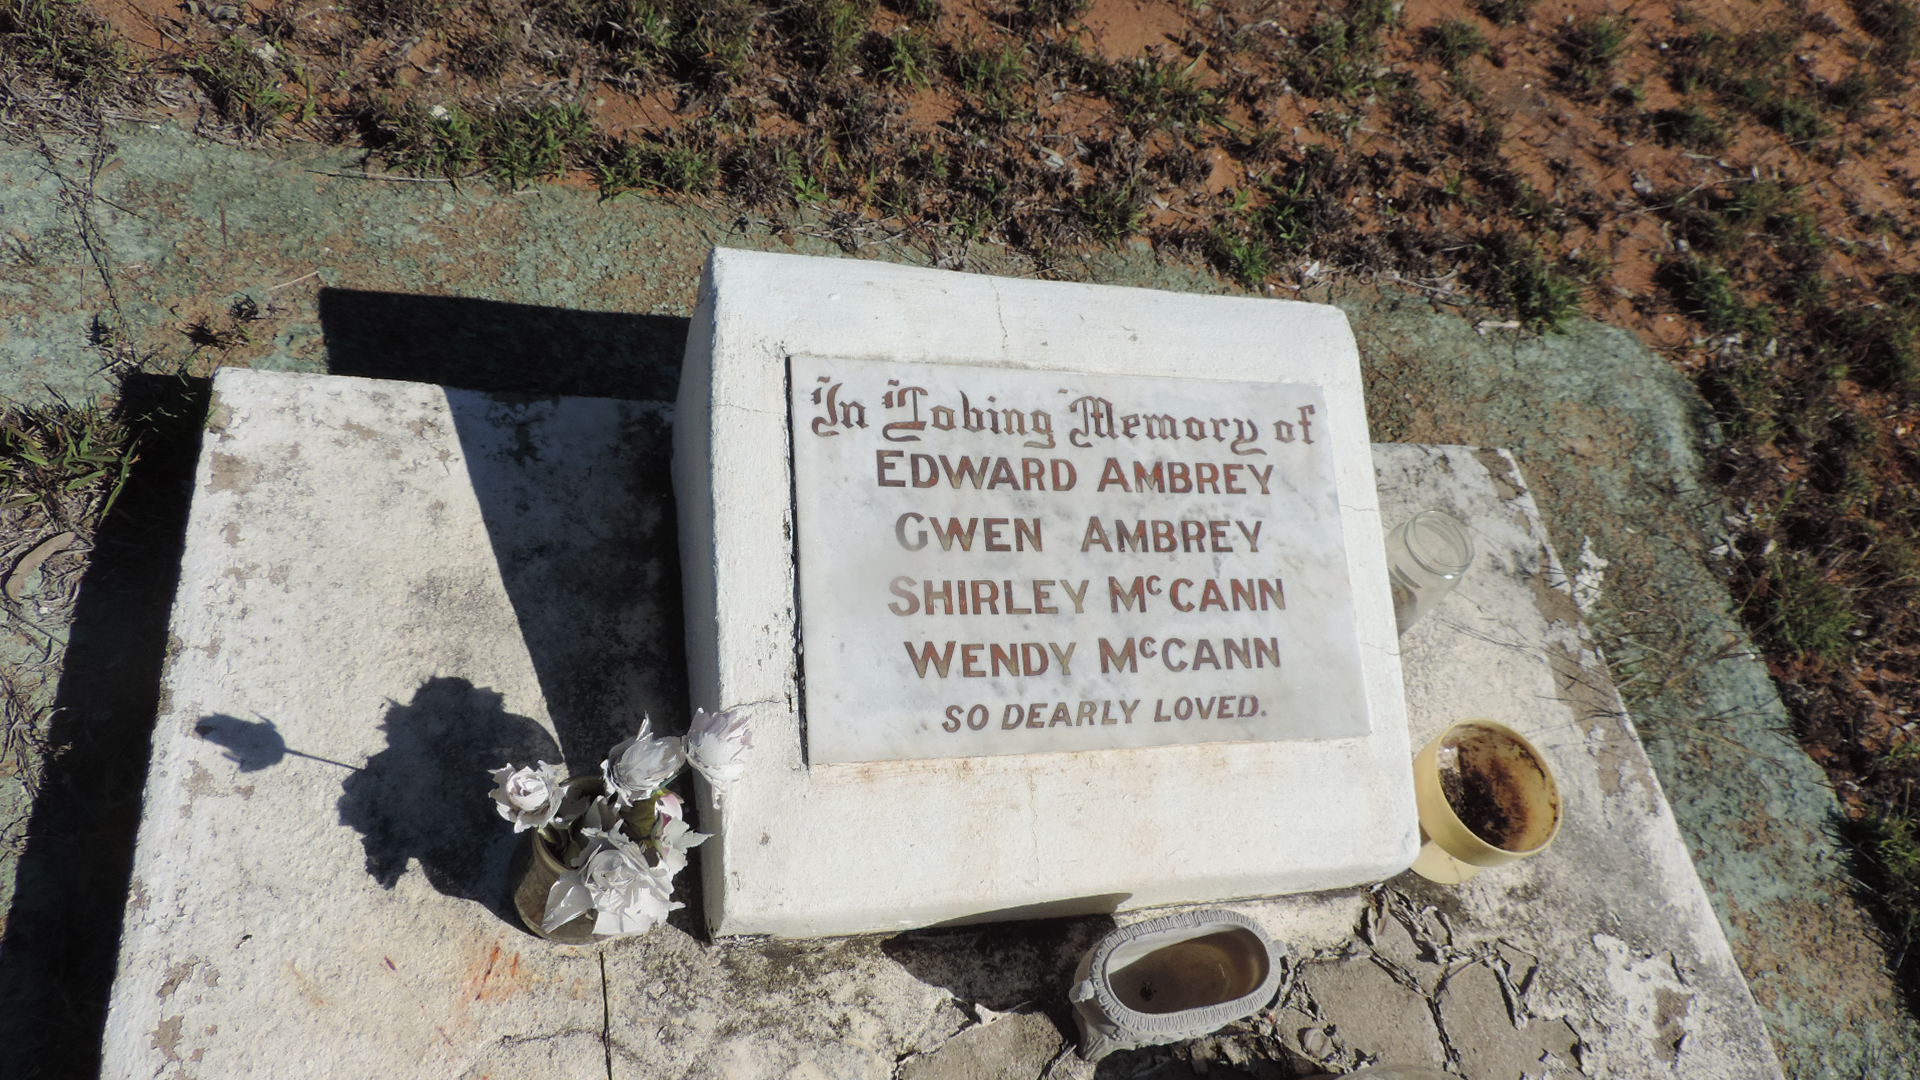 In Loving Memory of
EDWARD AMBREY
GWEN AMBREY
SHIRLEY McCANN
WENDY McCANN
SO DEARLY LOVED.